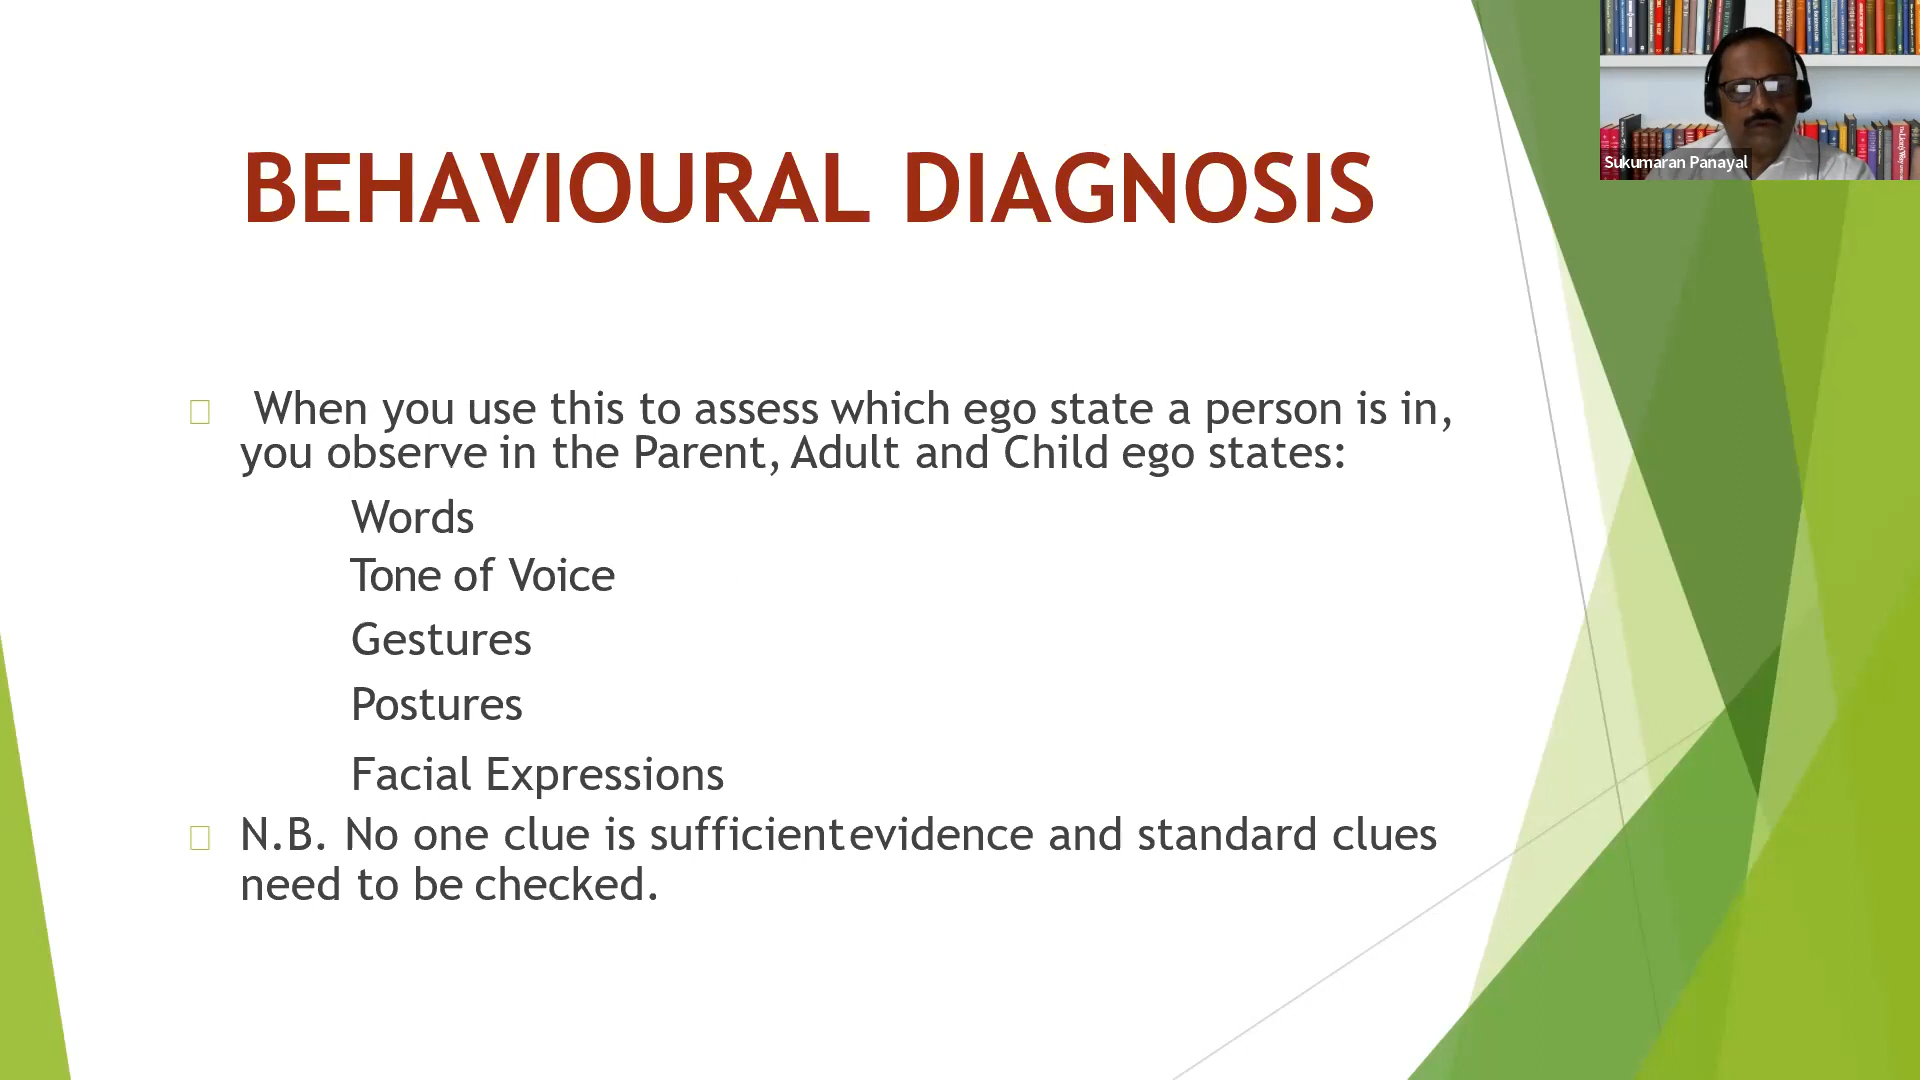 BEHAVIOURAL DIAGNOSIS
When you use this to assess which ego state a person is in,
you observe in the Parent, Adult and Child ego states:
Words
Tone of Voice
Gestures
Postures
Facial Expressions
N.B. No one clue is sufficient evidence and standard clues
need to be checked.
Sukumaran Panayal